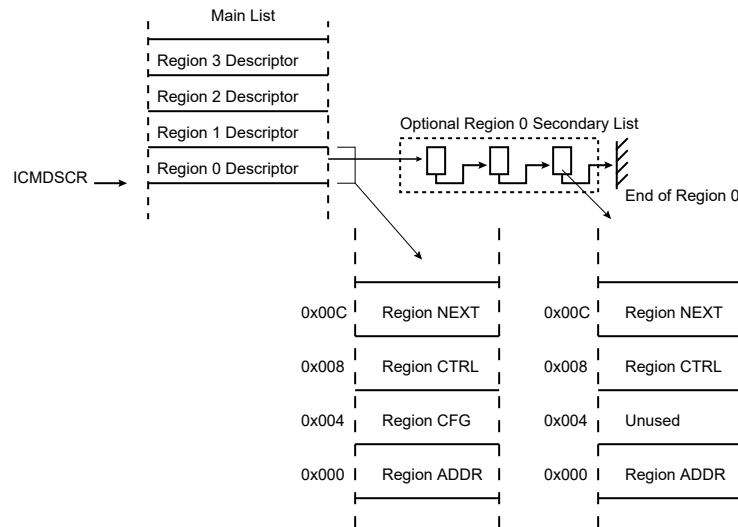 Main List
Region 3 Descriptor
Region 2 Descriptor
Region 1 Descriptor
Optional Region 0 Secondary List
Region 0 Descriptor
ICMDSCR
End of Region 0
0x00C Region NEXT
0x008 Region CTRL
0x004 Region CFG
0x000 Region ADDR
0x00C Region NEXT
0x008 Region CTRL
0x004 Unused
0x000 Region ADDR